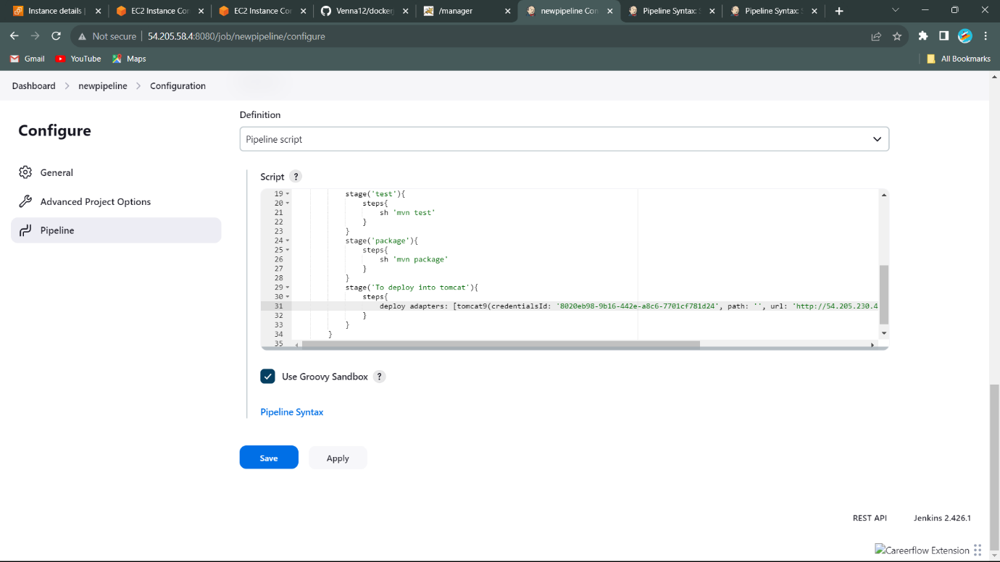 Instance details |
EC2 Instance Con
EC2 Instance Con
Venna12/docker
/manager
newpipeline Con
Pipeline Syntax: S
Pipeline Syntax: S
Not secure
54.205.58.4:8080/job/newpipeline/configure
Gmail
YouTube
Maps
All Bookmarks
Dashboard
newpipeline
Configuration
Configure
General
Advanced Project Options
Pipeline
Definition
Pipeline script
Script ?
19 stage('test'){
20 steps{
21 sh 'mvn test'
22 }
23 }
24 stage('package'){
25 steps{
26 sh 'mvn package'
27 }
28 }
29 stage('To deploy into tomcat'){
30 steps{
31 deploy adapters: [tomcat9(credentialsId: '8020eb98-9b16-442e-a8c6-7701cf781d24', path: '', url: 'http://54.205.230.4
32 }
33 }
34 }
35
Use Groovy Sandbox ?
Pipeline Syntax
Save
Apply
REST API
Jenkins 2.426.1
Careerflow Extension